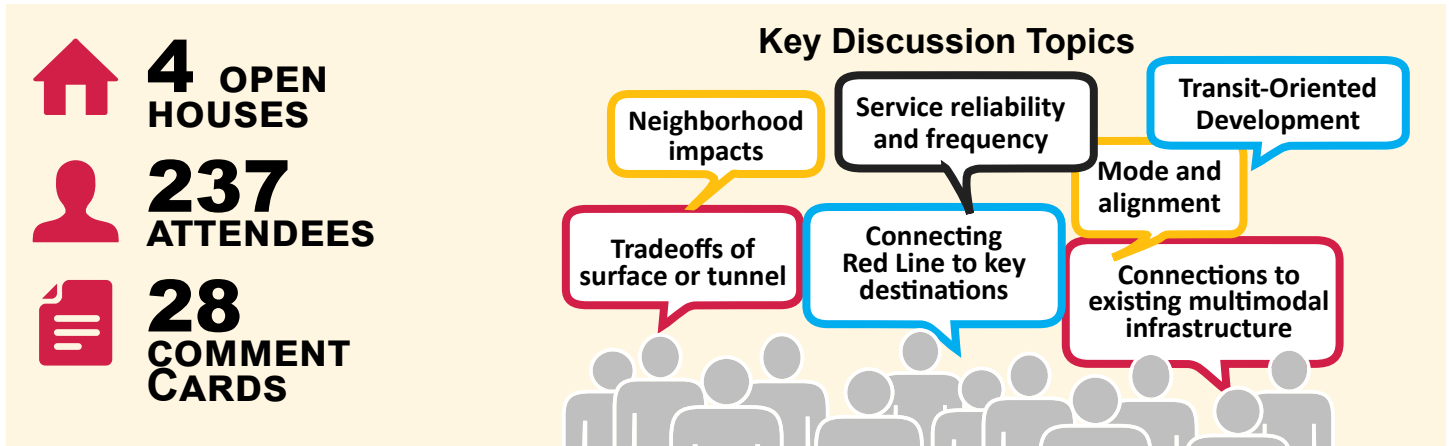 4 OPEN
HOUSES
237
ATTENDEES
28
COMMENT
CARDS
Key Discussion Topics
Neighborhood
impacts
Service reliability
and frequency
Transit-Oriented
Development
Mode and
alignment
Tradeoffs of
surface or tunnel
Connecting
Red Line to key
destinations
Connections to
existing multimodal
infrastructure